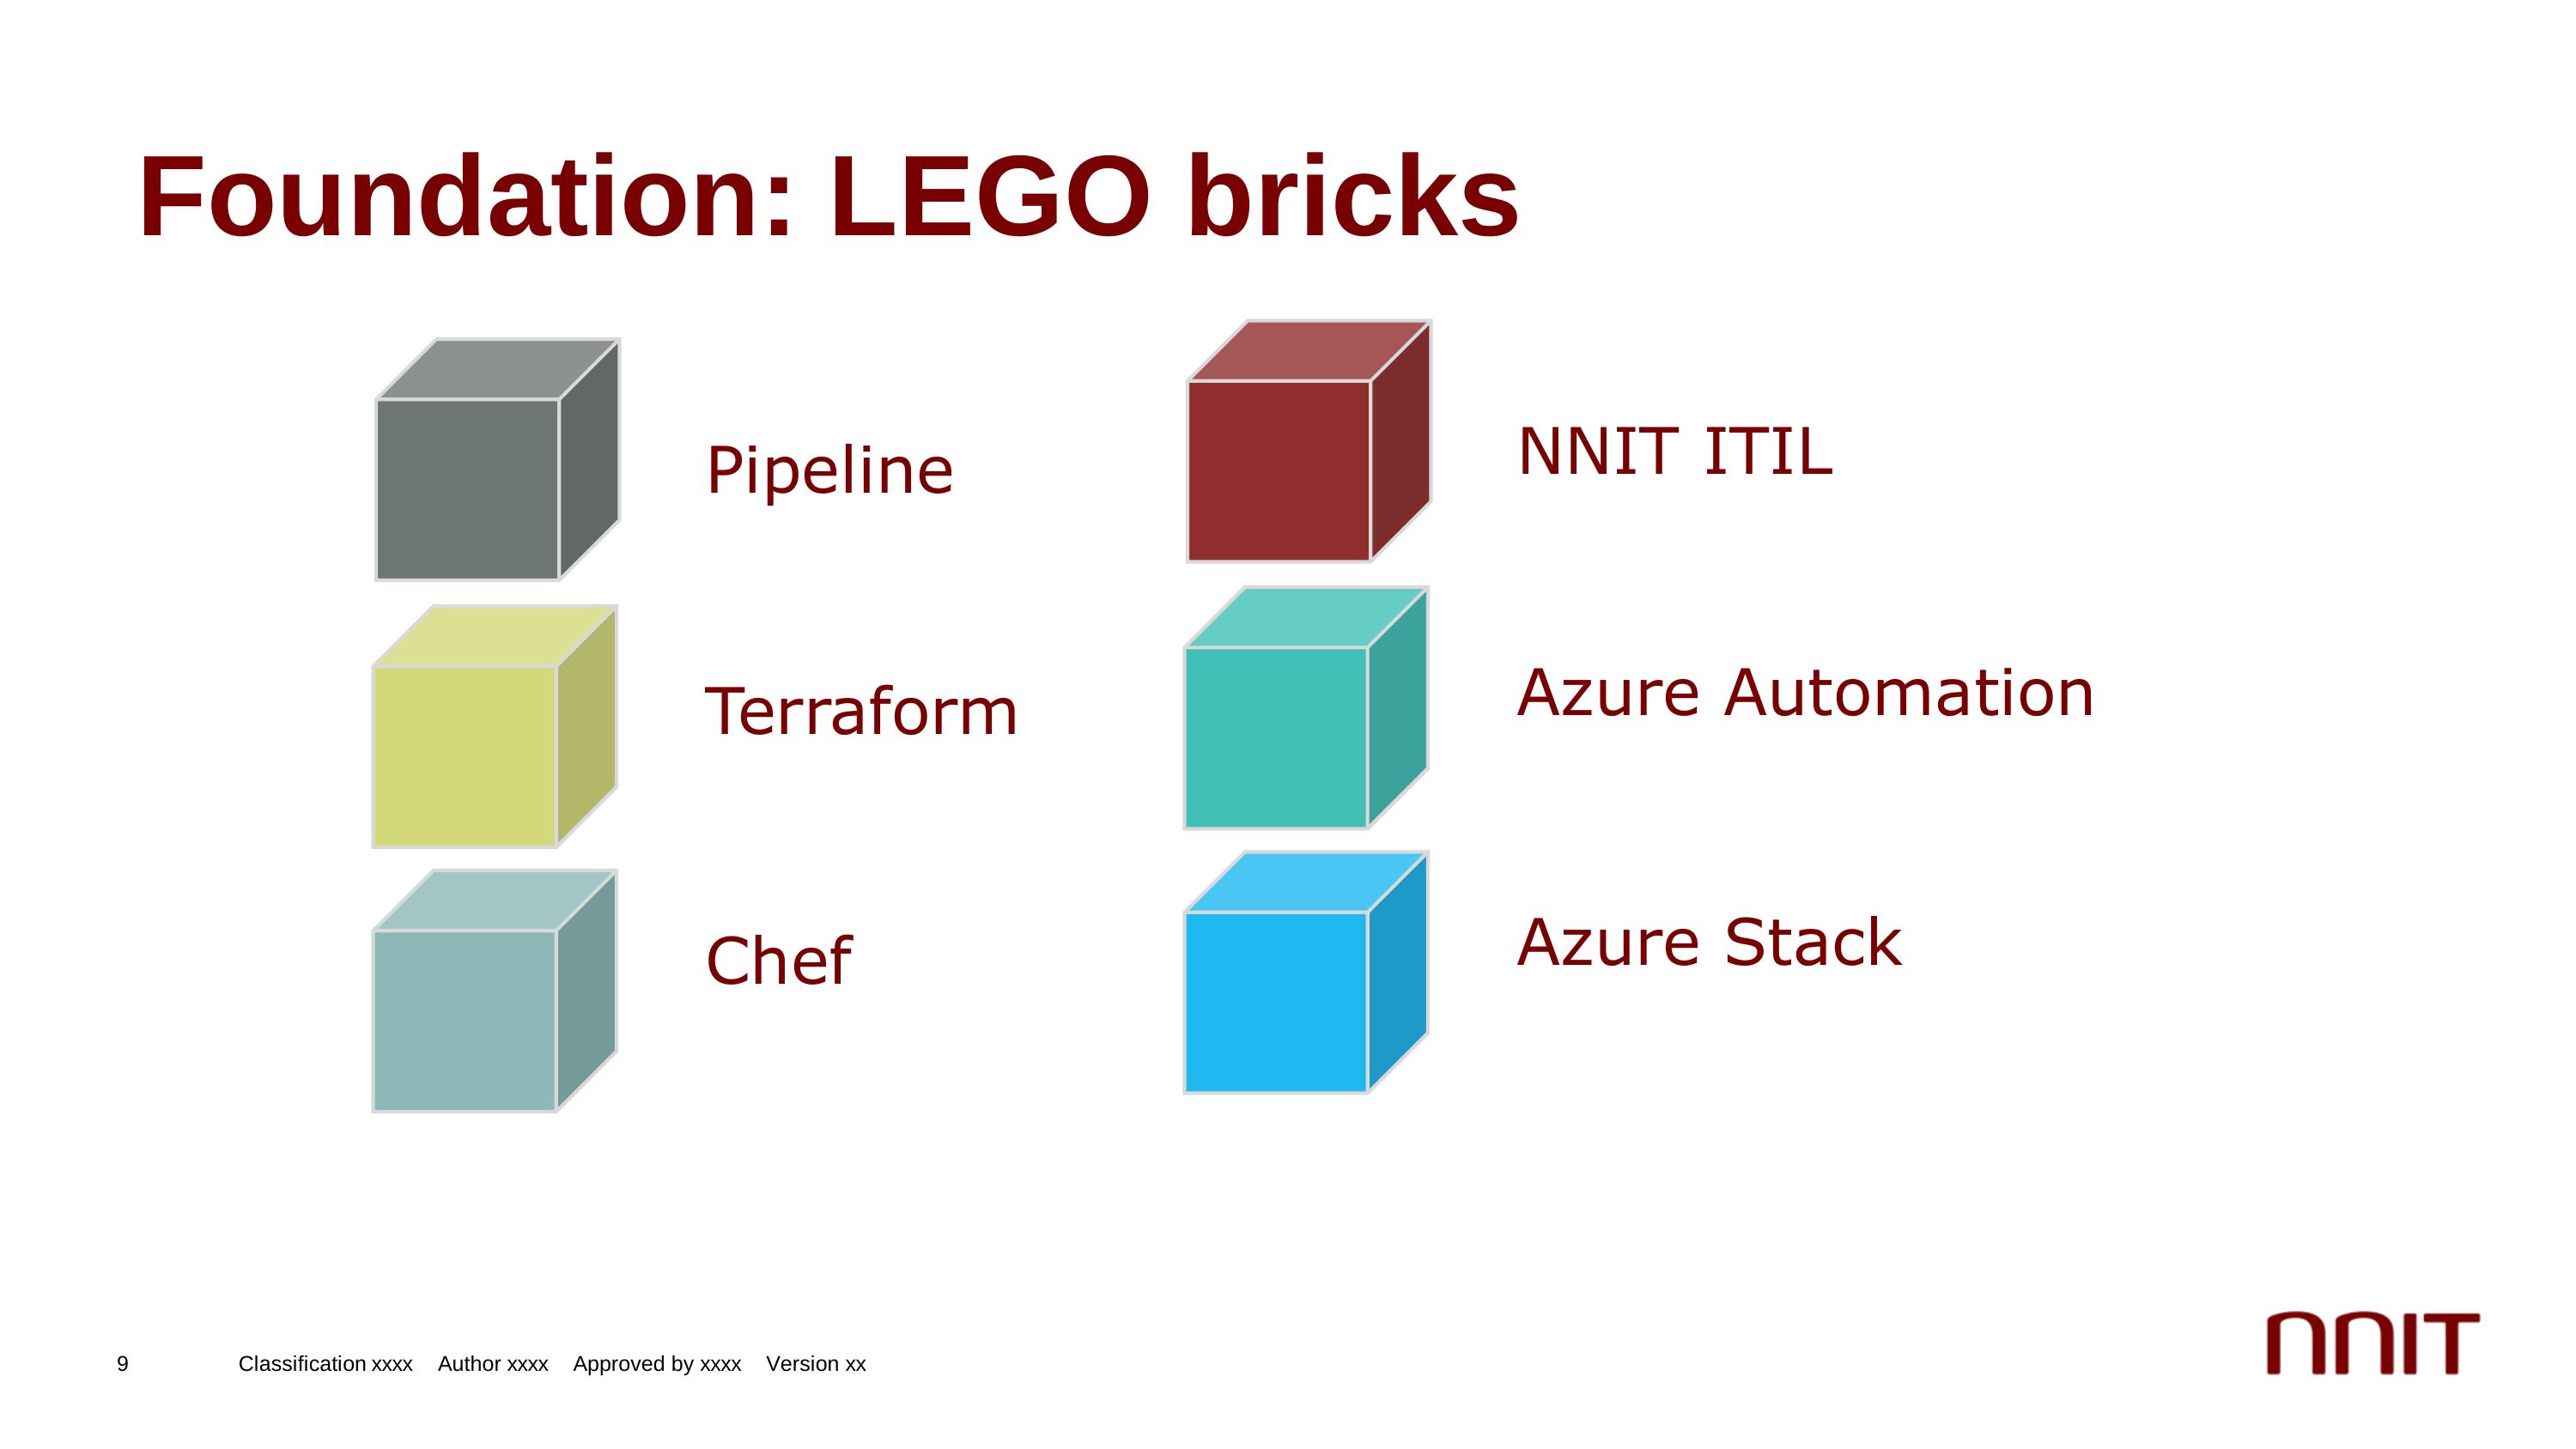 Foundation: LEGO bricks
Pipeline
Terraform
Chef
NNIT ITIL
Azure Automation
Azure Stack
9 Classification xxxx Author xxxx Approved by xxxx Version xx
nnit